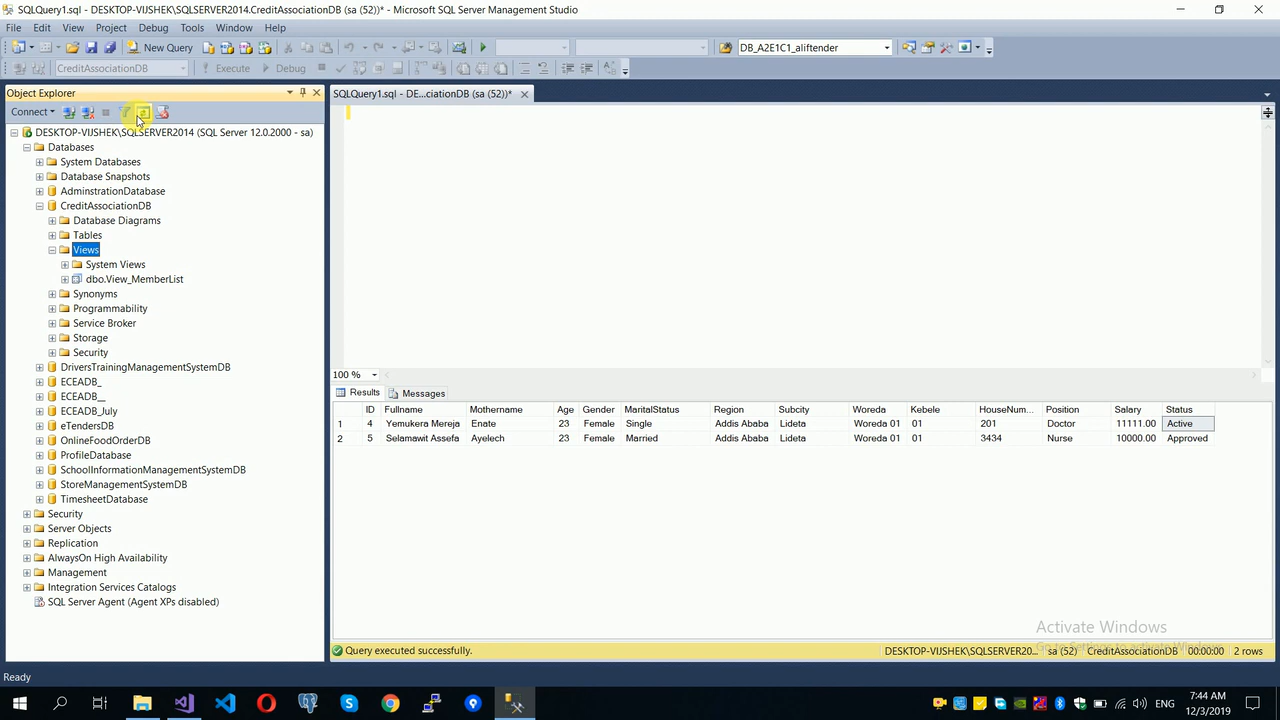 SQLQuery1.sql - DESKTOP-VIJSHEK\SQLSERVER2014.CreditAssociationDB (sa (52))* - Microsoft SQL Server Management Studio
File Edit View Project Debug Tools Window Help
New Query DB_A2E1C1_aliftender
CreditAssociationDB Execute Debug
Object Explorer
Connect
DESKTOP-VIJSHEK\SQLSERVER2014 (SQL Server 12.0.2000 - sa)
Databases
System Databases
Database Snapshots
AdminstrationDatabase
CreditAssociationDB
Database Diagrams
Tables
Views
System Views
dbo.View_MemberList
Synonyms
Programmability
Service Broker
Storage
Security
DriversTrainingManagementSystemDB
ECEADB_
ECEADB__
ECEADB_July
eTendersDB
OnlineFoodOrderDB
ProfileDatabase
SchoolInformationManagementSystemDB
StoreManagementSystemDB
TimesheetDatabase
Security
Server Objects
Replication
AlwaysOn High Availability
Management
Integration Services Catalogs
SQL Server Agent (Agent XPs disabled)
SQLQuery1.sql - DE...ciationDB (sa (52))*
100 %
Results Messages
ID Fullname Mothername Age Gender MaritalStatus Region Subcity Woreda Kebele HouseNum... Position Salary Status
1 4 Yemukera Mereja Enate 23 Female Single Addis Ababa Lideta Woreda 01 01 201 Doctor 11111.00 Active
2 5 Selamawit Assefa Ayelech 23 Female Married Addis Ababa Lideta Woreda 01 01 3434 Nurse 10000.00 Approved
Activate Windows
Go to Settings to activate Windows.
Query executed successfully. DESKTOP-VIJSHEK\SQLSERVER20... sa (52) CreditAssociationDB 00:00:00 2 rows
Ready
ENG
7:44 AM
12/3/2019